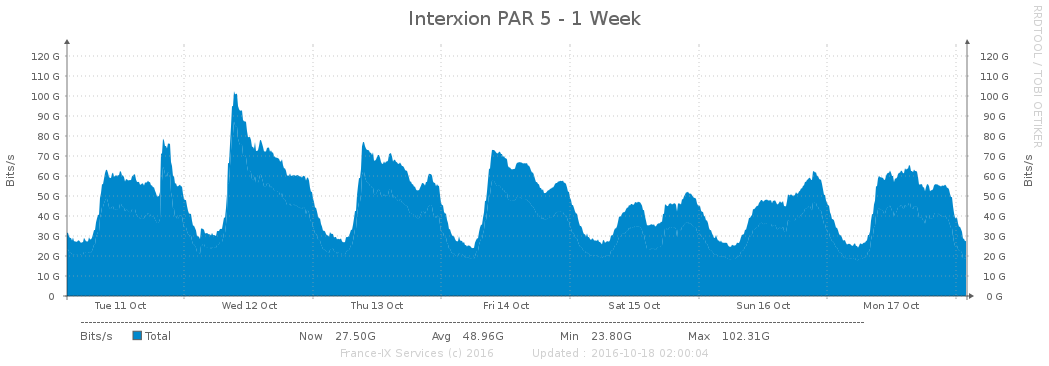 Interxion PAR 5 - 1 Week
RRDTOOL / TOBI OETIKER
Bits/s
120 G 120 G
110 G 110 G
100 G 100 G
90 G 90 G
80 G 80 G
70 G 70 G
60 G 60 G
50 G 50 G
40 G 40 G
30 G 30 G
20 G 20 G
10 G 10 G
0 0 G
Bits/s
Tue 11 Oct Wed 12 Oct Thu 13 Oct Fri 14 Oct Sat 15 Oct Sun 16 Oct Mon 17 Oct
Bits/s Total Now 27.50G Avg 48.96G Min 23.80G Max 102.31G
France-IX Services (c) 2016 Updated : 2016-10-18 02:00:04